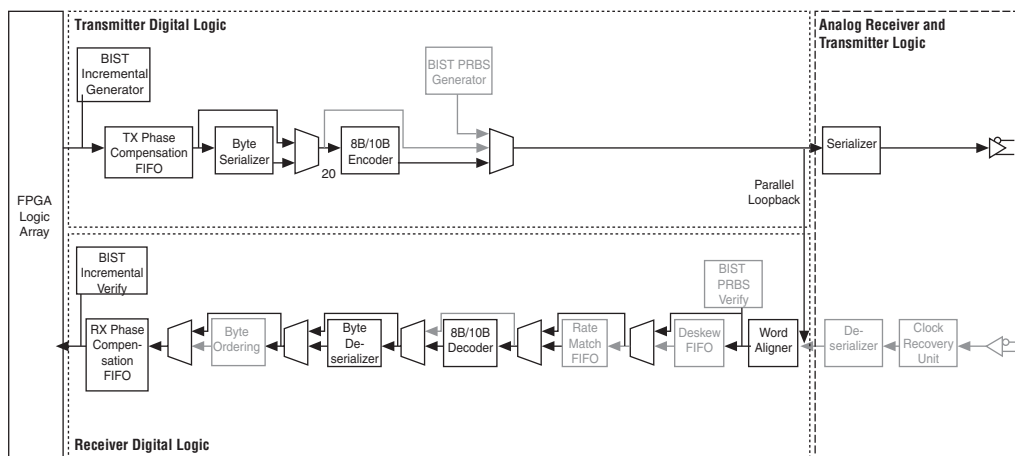 Transmitter Digital Logic
Analog Receiver and
Transmitter Logic
BIST
Incremental
Generator
BIST PRBS
Generator
TX Phase
Compensation
FIFO
Byte
Serializer
20
8B/10B
Encoder
Serializer
Parallel
Loopback
FPGA
Logic
Array
BIST
Incremental
Verify
BIST
PRBS
Verify
RX Phase
Compen-
sation
FIFO
Byte
Ordering
Byte
De-
serializer
8B/10B
Decoder
Rate
Match
FIFO
Deskew
FIFO
Word
Aligner
De-
serializer
Clock
Recovery
Unit
Receiver Digital Logic